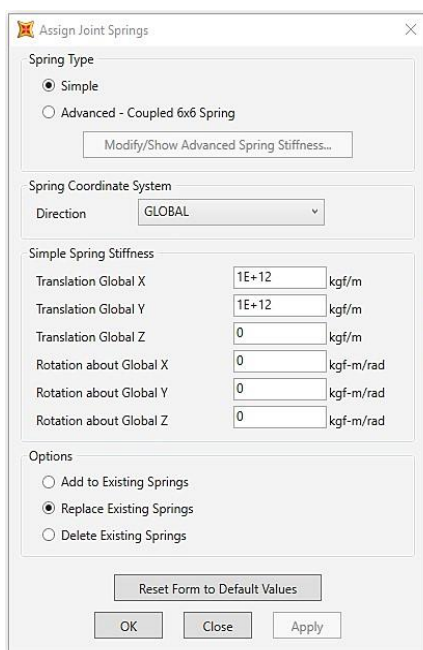 Assign Joint Springs
Spring Type
Simple
Advanced - Coupled 6x6 Spring
Modify/Show Advanced Spring Stiffness...
Spring Coordinate System
Direction GLOBAL
Simple Spring Stiffness
Translation Global X 1E+12 kgf/m
Translation Global Y 1E+12 kgf/m
Translation Global Z 0 kgf/m
Rotation about Global X 0 kgf-m/rad
Rotation about Global Y 0 kgf-m/rad
Rotation about Global Z 0 kgf-m/rad
Options
Add to Existing Springs
Replace Existing Springs
Delete Existing Springs
Reset Form to Default Values
OK Close Apply